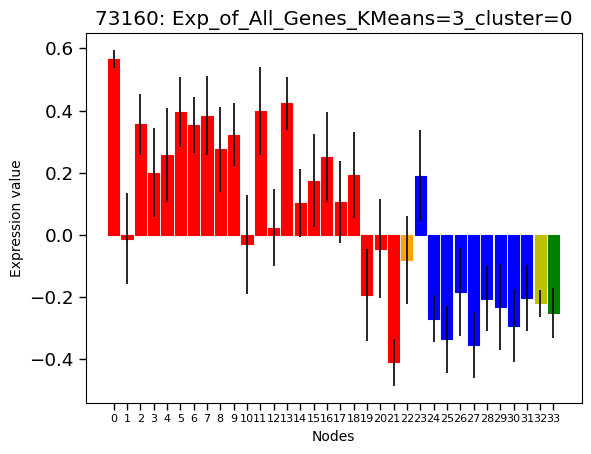 73160: Exp_of_All_Genes_KMeans=3_cluster=0
Expression value
0.6
0.4
0.2
0.0
−0.2
−0.4
0 1 2 3 4 5 6 7 8 9 10 11 12 13 14 15 16 17 18 19 20 21 22 23 24 25 26 27 28 29 30 31 32 33
Nodes